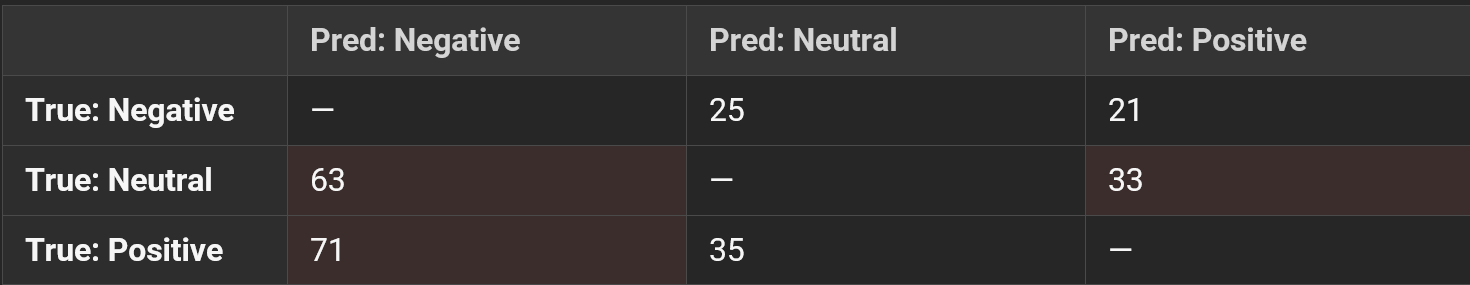 Pred: Negative Pred: Neutral Pred: Positive
True: Negative — 25 21
True: Neutral 63 — 33
True: Positive 71 35 —